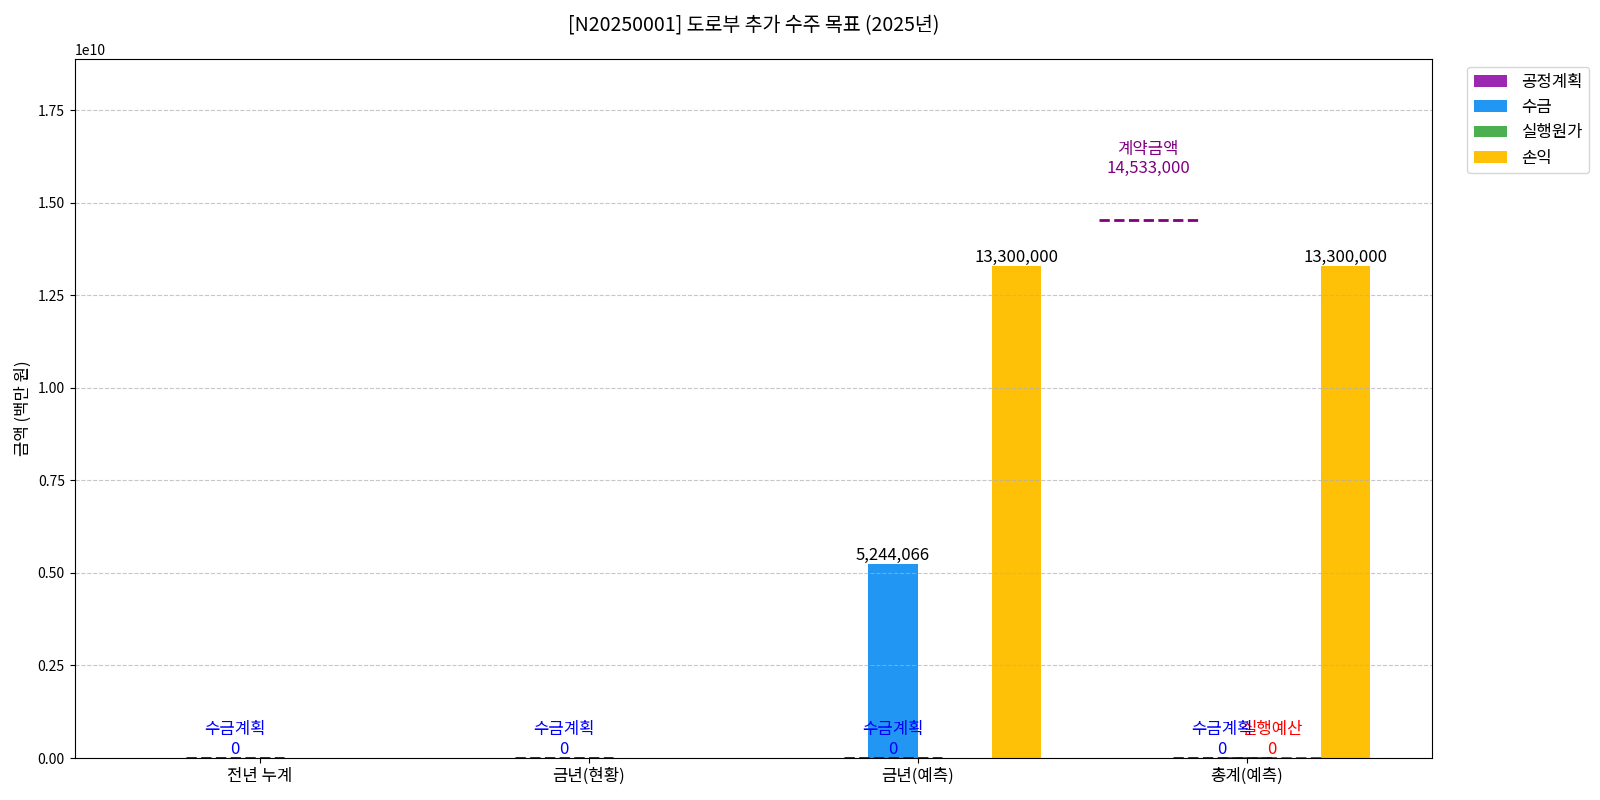 [N20250001] 도로부 추가 수주 목표 (2025년)
1e10
공정계획
수금
실행원가
손익
금액 (백만 원)
1.75
1.50
1.25
1.00
0.75
0.50
0.25
0.00
계약금액
14,533,000
13,300,000
13,300,000
5,244,066
수금계획
0
수금계획
0
수금계획
0
수금계획
0
실행예산
0
전년 누계
금년(현황)
금년(예측)
총계(예측)